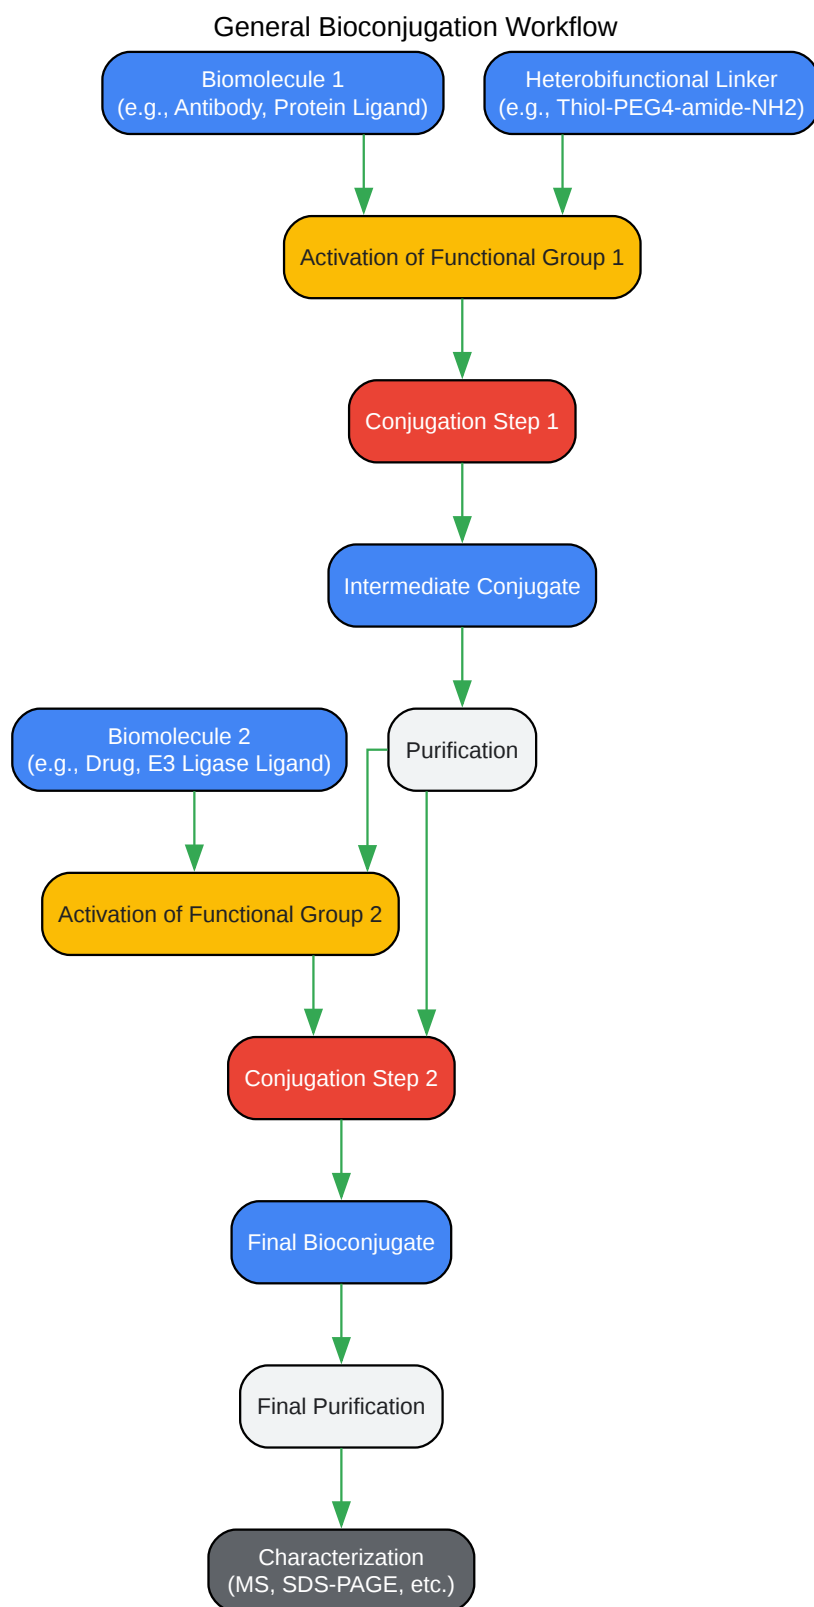 General Bioconjugation Workflow
Biomolecule 1
(e.g., Antibody, Protein Ligand)
Heterobifunctional Linker
(e.g., Thiol-PEG4-amide-NH2)
Activation of Functional Group 1
Conjugation Step 1
Intermediate Conjugate
Biomolecule 2
(e.g., Drug, E3 Ligase Ligand)
Purification
Activation of Functional Group 2
Conjugation Step 2
Final Bioconjugate
Final Purification
Characterization
(MS, SDS-PAGE, etc.)